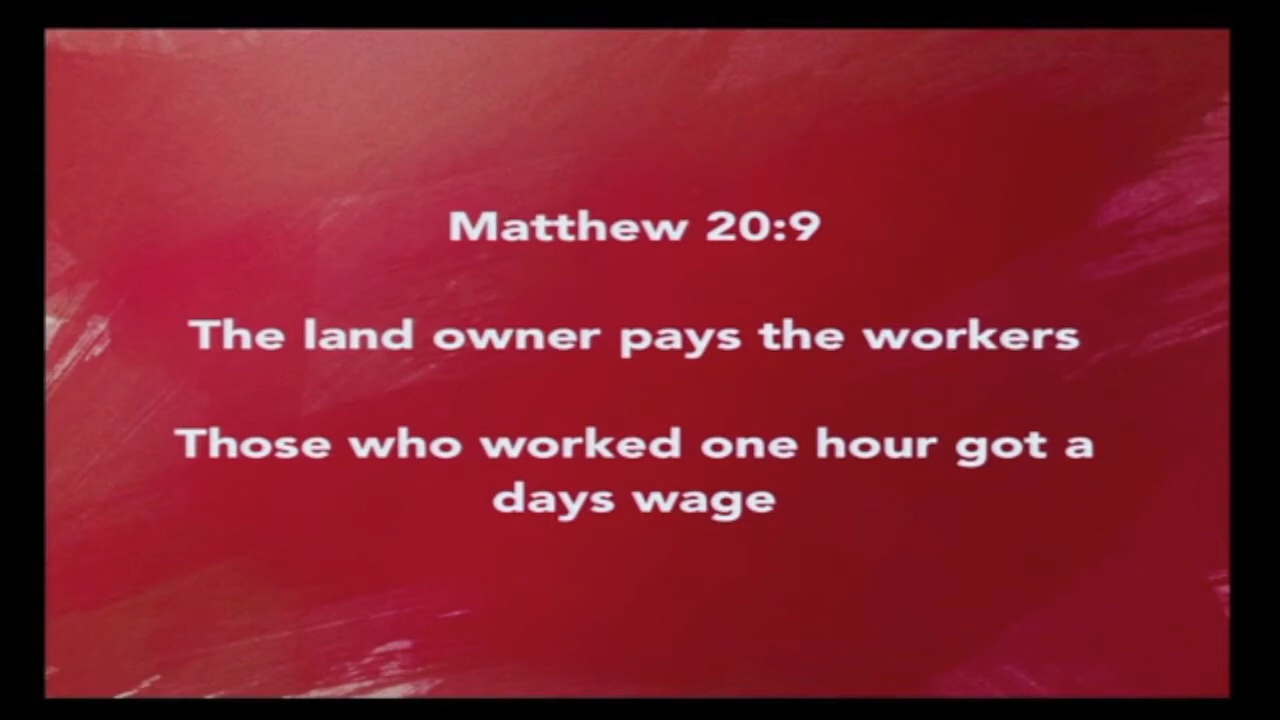 Matthew 20:9
The land owner pays the workers
Those who worked one hour got a
days wage